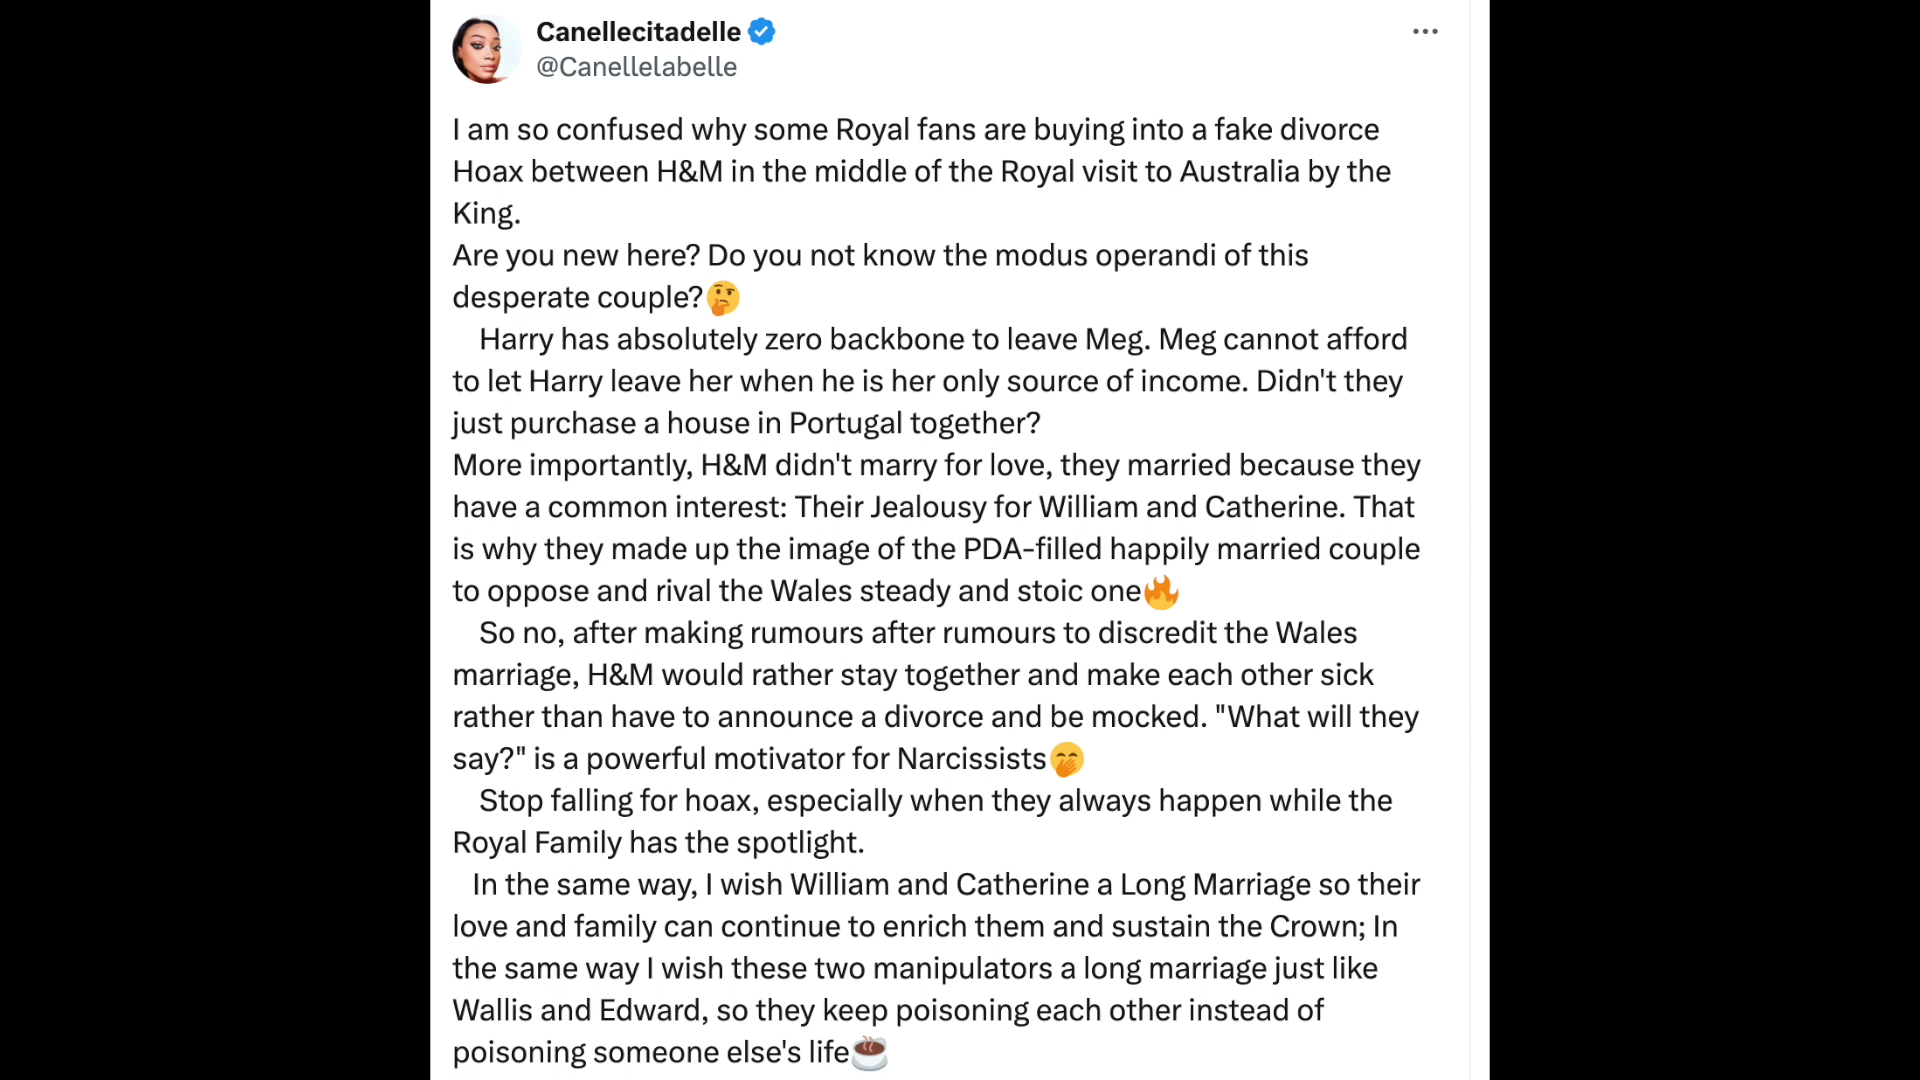 Canellecitadelle
@Canellelabelle
I am so confused why some Royal fans are buying into a fake divorce
Hoax between H&M in the middle of the Royal visit to Australia by the
King.
Are you new here? Do you not know the modus operandi of this
desperate couple?🤔
Harry has absolutely zero backbone to leave Meg. Meg cannot afford
to let Harry leave her when he is her only source of income. Didn't they
just purchase a house in Portugal together?
More importantly, H&M didn't marry for love, they married because they
have a common interest: Their Jealousy for William and Catherine. That
is why they made up the image of the PDA-filled happily married couple
to oppose and rival the Wales steady and stoic one🔥
So no, after making rumours after rumours to discredit the Wales
marriage, H&M would rather stay together and make each other sick
rather than have to announce a divorce and be mocked. "What will they
say?" is a powerful motivator for Narcissists🤭
Stop falling for hoax, especially when they always happen while the
Royal Family has the spotlight.
In the same way, I wish William and Catherine a Long Marriage so their
love and family can continue to enrich them and sustain the Crown; In
the same way I wish these two manipulators a long marriage just like
Wallis and Edward, so they keep poisoning each other instead of
poisoning someone else's life☕